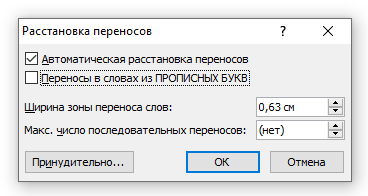 Расстановка переносов ? ×
Автоматическая расстановка переносов
Переносы в словах из ПРОПИСНЫХ БУКВ
Ширина зоны переноса слов: 0,63 см
Макс. число последовательных переносов: (нет)
Принудительно... ОК Отмена